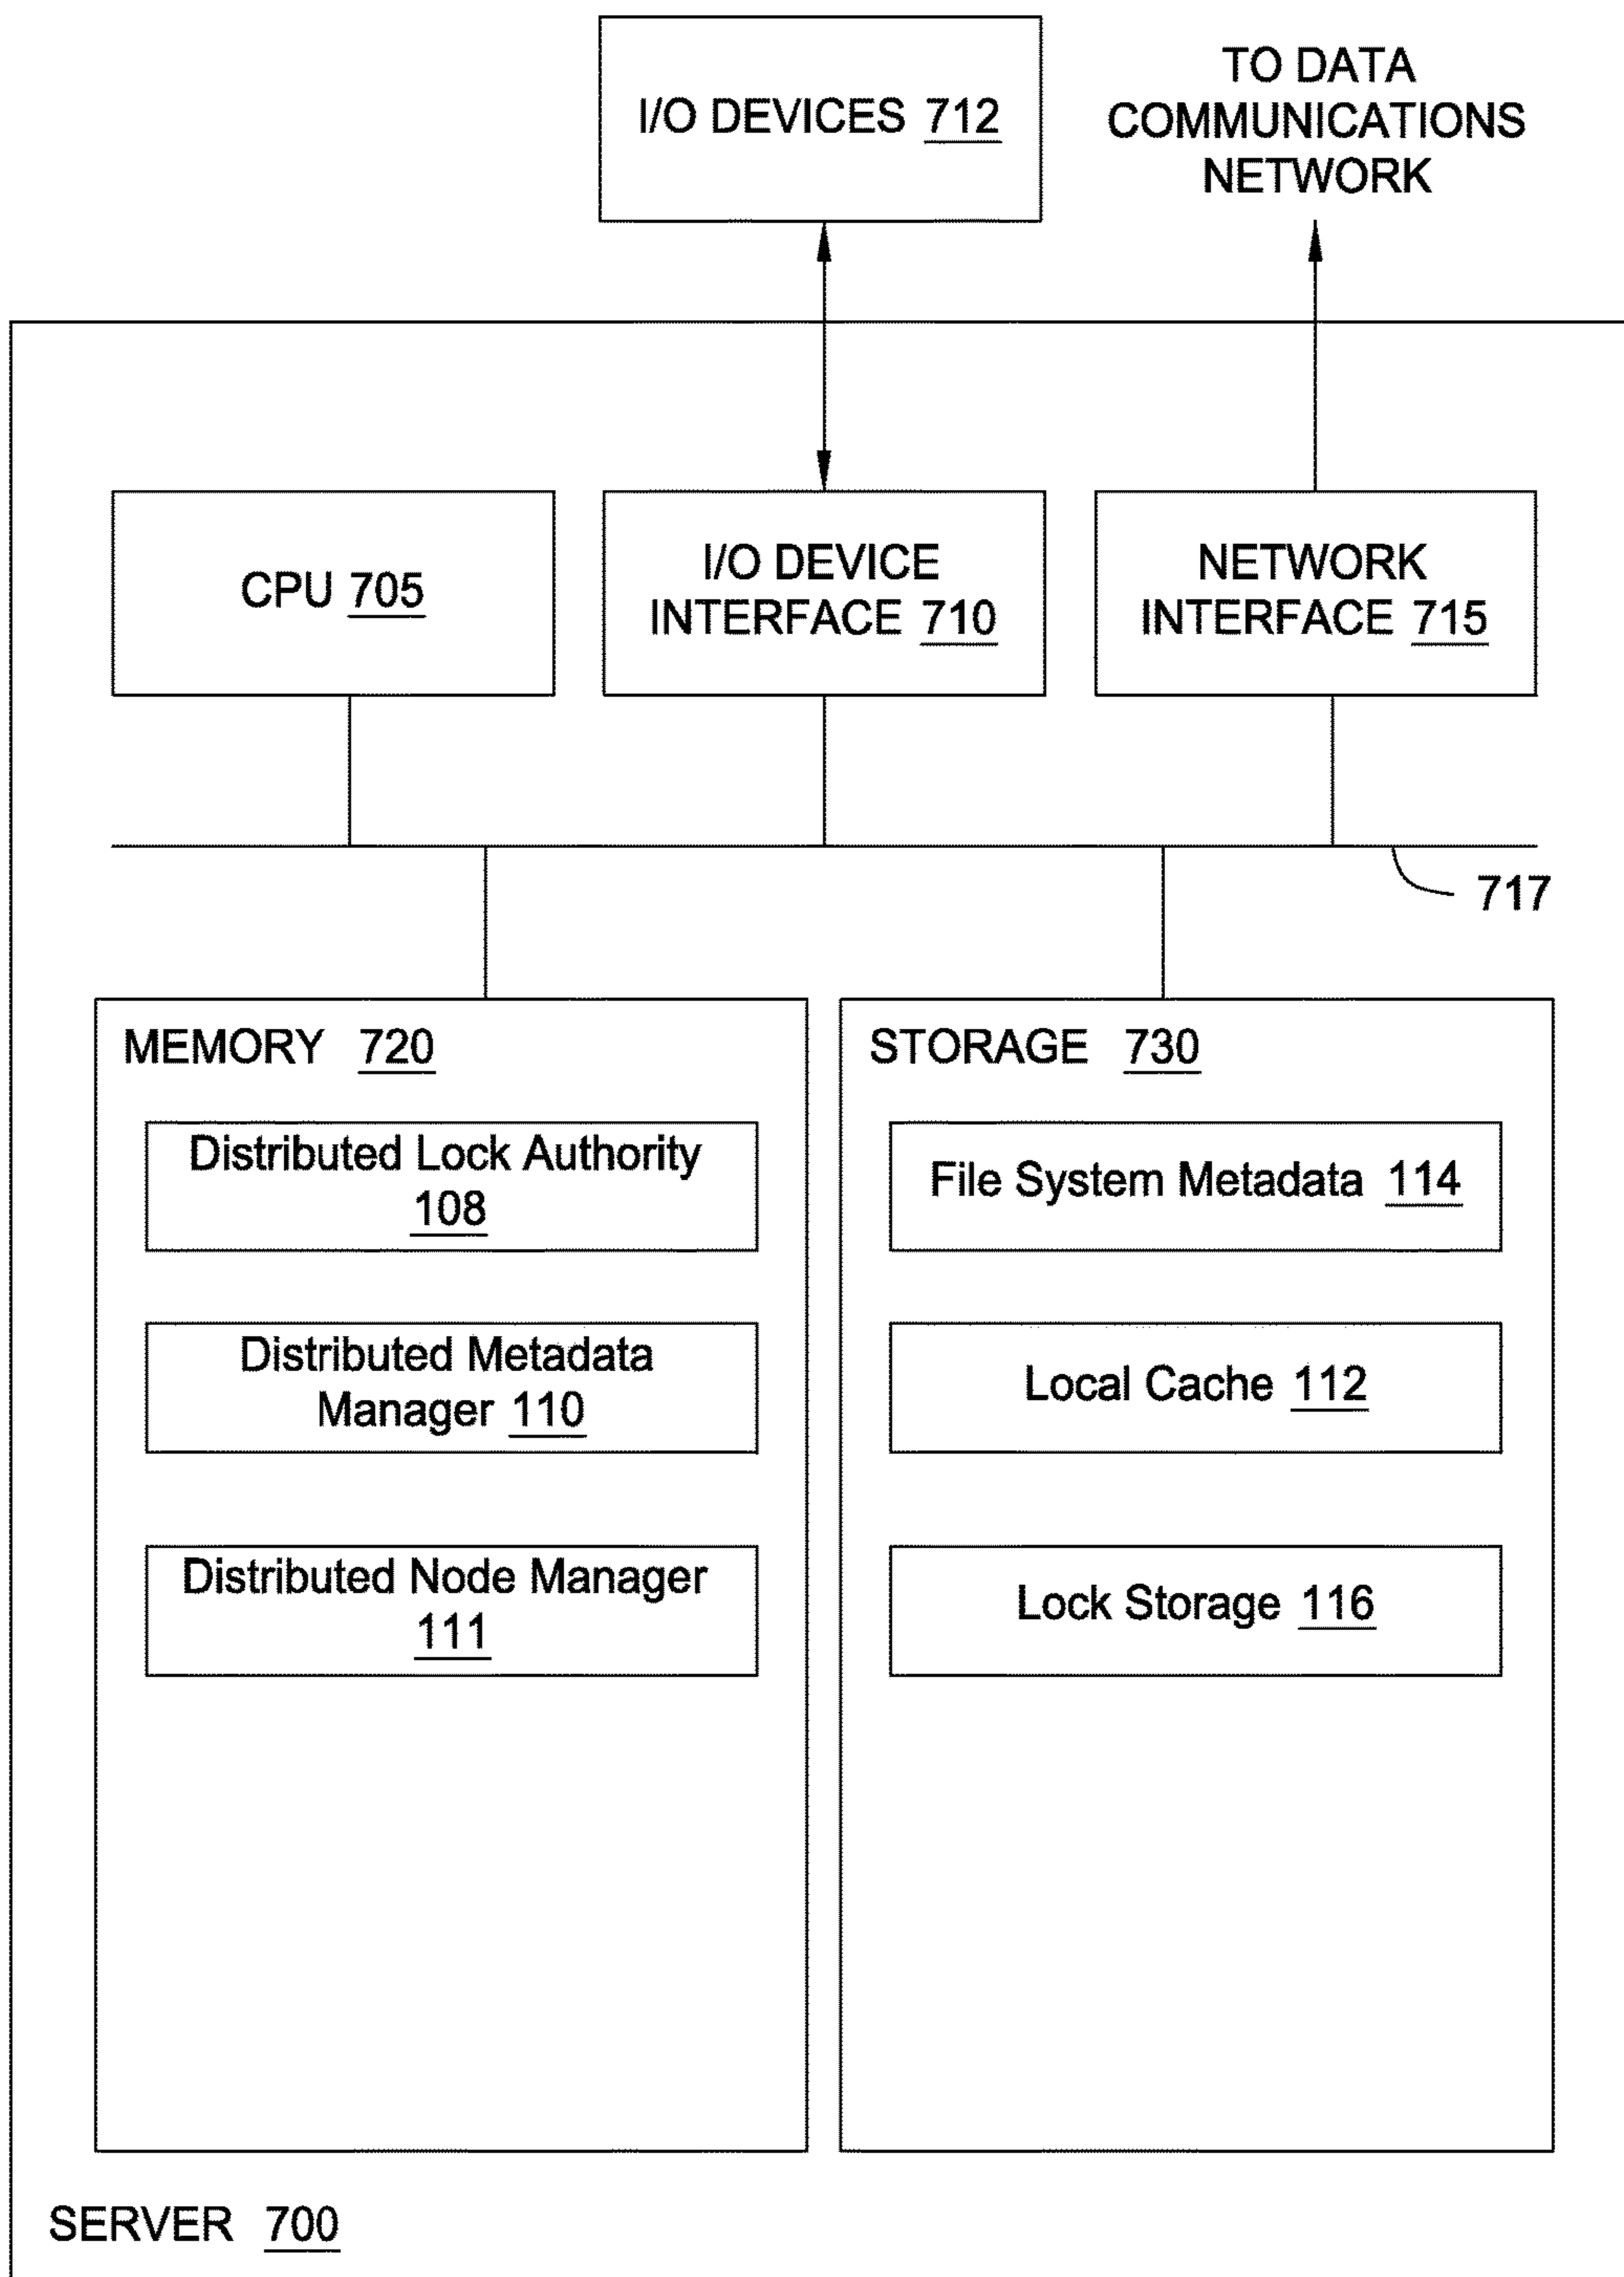 I/O DEVICES 712
TO DATA
COMMUNICATIONS
NETWORK
CPU 705
I/O DEVICE
INTERFACE 710
NETWORK
INTERFACE 715
717
MEMORY 720
Distributed Lock Authority
108
Distributed Metadata
Manager 110
Distributed Node Manager
111
STORAGE 730
File System Metadata 114
Local Cache 112
Lock Storage 116
SERVER 700